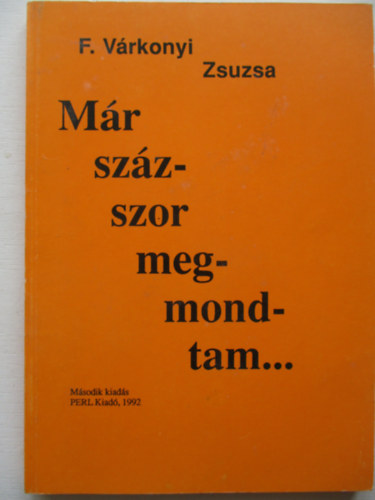 F. Várkonyi
Zsuzsa
Már
száz-
szor
meg-
mond-
tam...
Második kiadás
PERL Kiadó, 1992